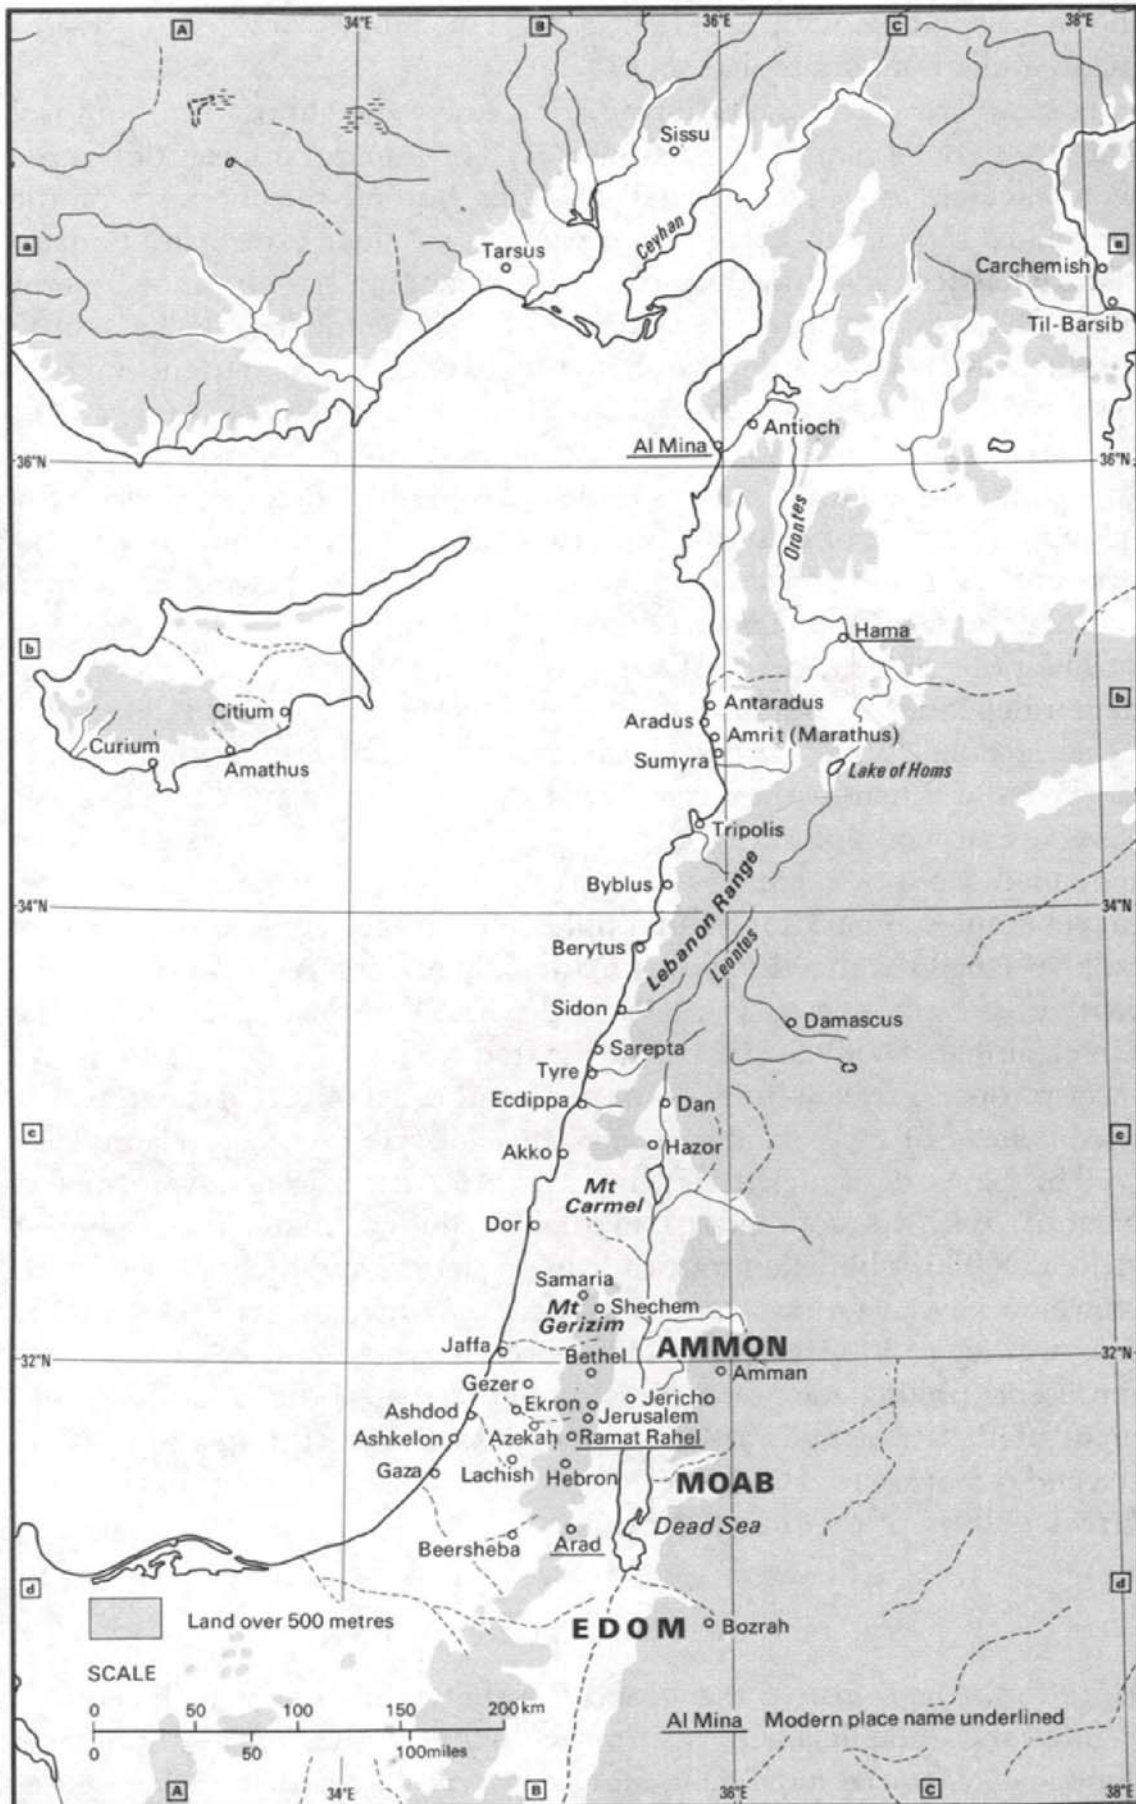 A
34°E
B
36°E
C
38°E
Sissu
Ceyhan
a
Tarsus
a
Carchemish
Til-Barsib
Antioch
Al Mina
36°N
36°N
Orontes
b
Hama
b
Citium
Antaradus
Aradus
Curium
Amathus
Amrit (Marathus)
Sumyra
Lake of Homs
Tripolis
Byblus
Lebanon Range
34°N
34°N
Berytus
Leontes
Sidon
Damascus
Sarepta
Tyre
Ecdippa
Dan
c
c
Akko
Hazor
Mt
Carmel
Dor
Samaria
Mt
Gerizim
Shechem
Jaffa
AMMON
32°N
32°N
Bethel
Amman
Gezer
Jericho
Ekron
Ashdod
Jerusalem
Ashkelon
Azekah
Ramat Rahel
Gaza
Lachish
Hebron
MOAB
Dead Sea
Beersheba
Arad
d
d
Land over 500 metres
EDOM
Bozrah
SCALE
0 50 100 150 200 km
0 50 100 miles
Al Mina Modern place name underlined
A
34°E
B
36°E
C
38°E